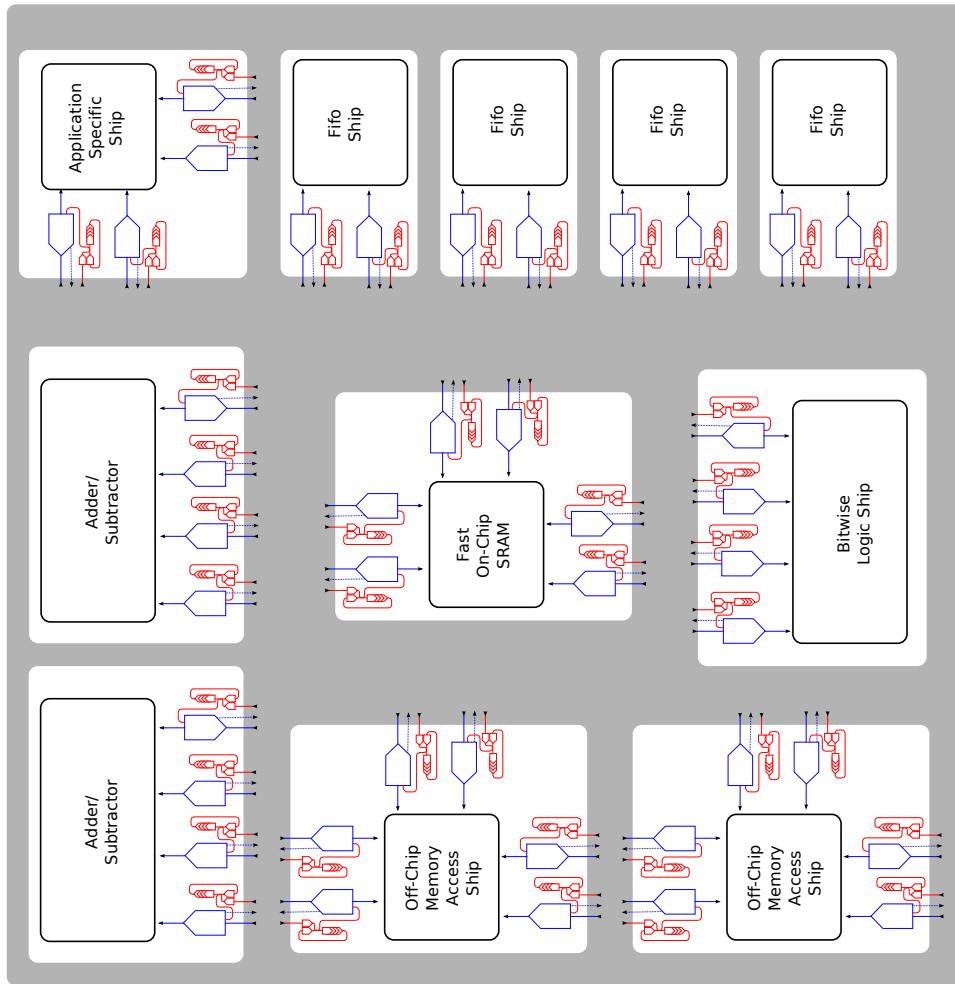 Application
Specific
Ship
Fifo
Ship
Fifo
Ship
Fifo
Ship
Fifo
Ship
Adder/
Subtractor
Fast
On-Chip
SRAM
Bitwise
Logic Ship
Adder/
Subtractor
Off-Chip
Memory
Access
Ship
Off-Chip
Memory
Access
Ship